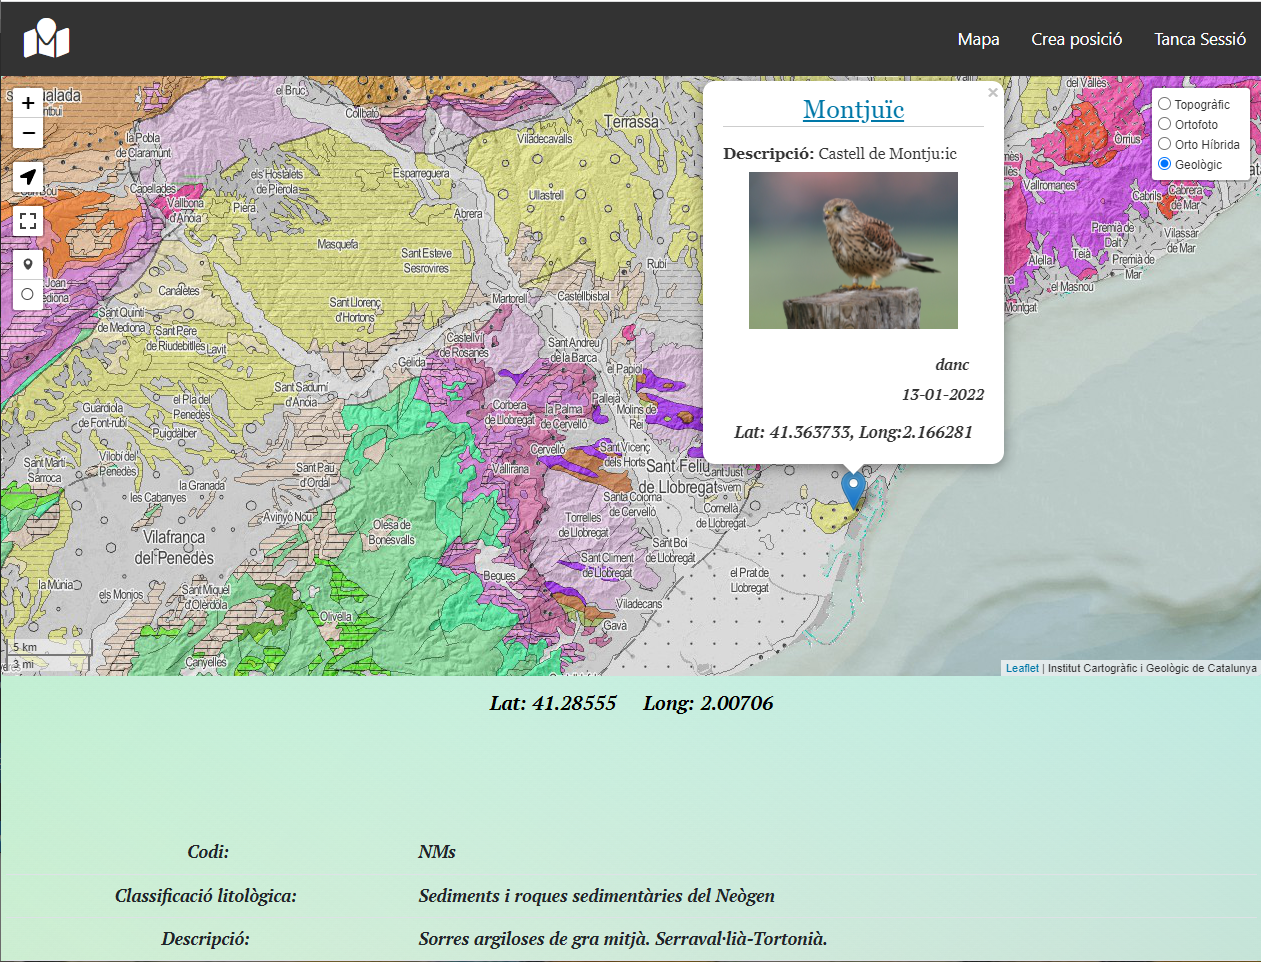 Mapa
Crea posició
Tanca Sessió
+
−
Montjuïc
×
Descripció: Castell de Montju:ic
danc
13-01-2022
Lat: 41.363733, Long:2.166281
Topogràfic
Ortofoto
Orto Híbrida
Geològic
el Bruc
Collbató
Terrassa
Viladecavalls
la Pobla
de Claramunt
Esparreguera
els Hostalets
de Pierola
Capellades
Vallbona
d'Anoia
Piera
Abrera
Ullastrell
Masquefa
Sant Esteve
Sesrovires
Rubí
Canaletes
Martorell
Castellbisbal
Sant Llorenç
d'Hortons
Sant Quintí
de Mediona
Sant Pere
de Riudebitlles
Lavit
Castellví
de Rosanes
Sant Andreu
de la Barca
Gelida
el Papiol
Sant Sadurní
d'Anoia
Guardiola
de Font-rubí
el Pla del
Penedès
Puigdàlber
Corbera
de Llobregat
la Palma
de Cervelló
Pallejà
Molins de
Rei
Cervelló
Sant Vicenç
dels Horts
Sant Feliu
de Llobregat
Sant Just
svern
Sant Martí
Sarroca
Vilobí del
Penedès
la Granada
les Cabanyes
Sant Pau
d'Ordal
Vallirana
Santa Coloma
de Cervelló
Cornellà
de Llobregat
Avinyó Nou
Olesa de
Bonesvalls
Torrelles
de Llobregat
Vilafranca
del Penedès
Sant Boi
de Llobregat
Sant Climent
de Llobregat
el Prat de
Llobregat
la Múnia
els Monjos
Sant Miquel
d'Olèrdola
Begues
Viladecans
Olivella
Gavà
Canyelles
del Vallès
Òrrius
Vallromanes
Cabrils
Cabrera
de Mar
Premià de
Dalt
Vilassar
de Mar
Alella
Teià
Premià de
Mar
el Masnou
Montgat
5 km
3 mi
Leaflet | Institut Cartogràfic i Geològic de Catalunya
Lat: 41.28555 Long: 2.00706
Codi: NMs
Classificació litològica: Sediments i roques sedimentàries del Neògen
Descripció: Sorres argiloses de gra mitjà. Serraval·lià-Tortonià.